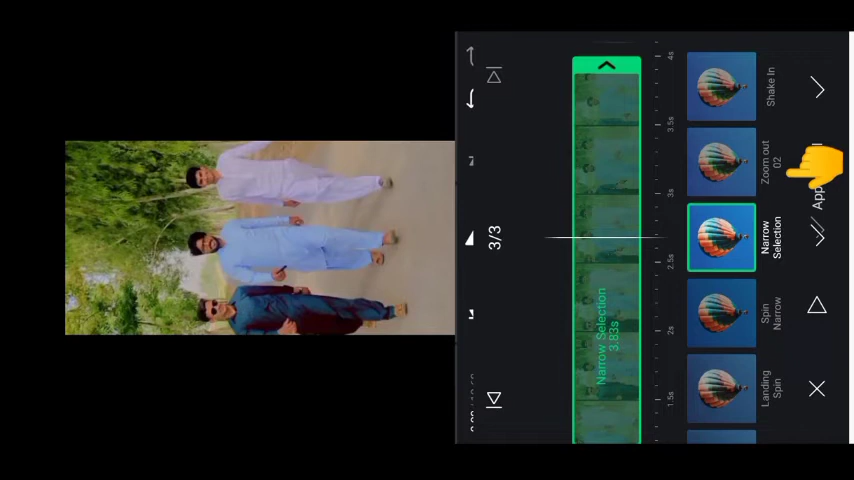 4s
3.5s
3s
2.5s
2s
1.5s
3/3
Narrow Selection
3.83s
Shake In
Zoom out
02
Narrow
Selection
Spin
Narrow
Landing
Spin